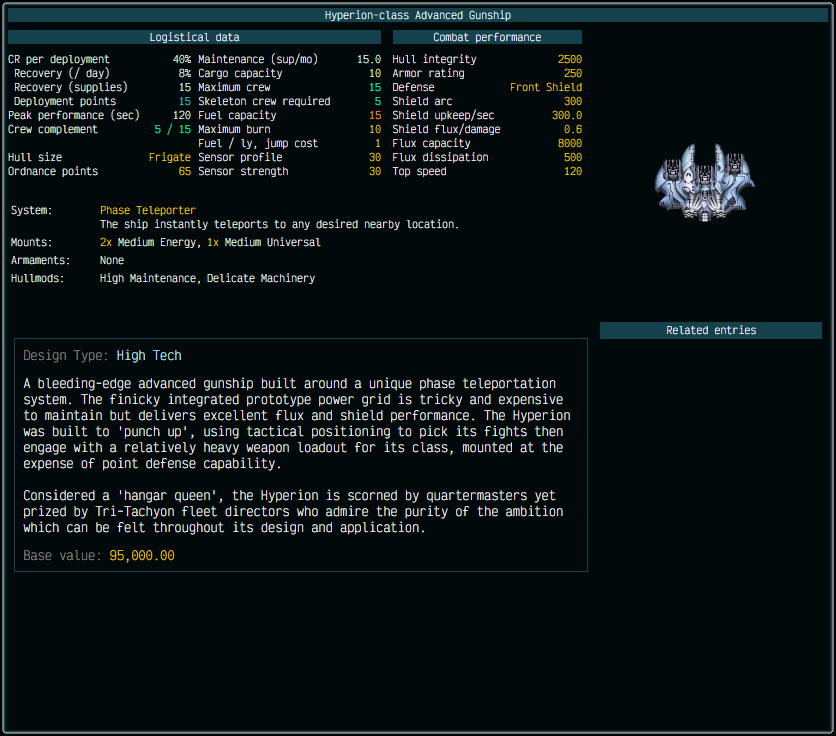 Hyperion-class Advanced Gunship
Logistical data
CR per deployment 40%
Recovery (/ day) 8%
Recovery (supplies) 15
Deployment points 15
Peak performance (sec) 120
Crew complement 5 / 15
Hull size Frigate
Ordnance points 65
Maintenance (sup/mo) 15.0
Cargo capacity 10
Maximum crew 15
Skeleton crew required 5
Fuel capacity 15
Maximum burn 10
Fuel / ly, jump cost 1
Sensor profile 30
Sensor strength 30
Combat performance
Hull integrity 2500
Armor rating 250
Defense Front Shield
Shield arc 300
Shield upkeep/sec 300.0
Shield flux/damage 0.6
Flux capacity 8000
Flux dissipation 500
Top speed 120
System: Phase Teleporter
The ship instantly teleports to any desired nearby location.
Mounts: 2x Medium Energy, 1x Medium Universal
Armaments: None
Hullmods: High Maintenance, Delicate Machinery
Related entries
Design Type: High Tech
A bleeding-edge advanced gunship built around a unique phase teleportation
system. The finicky integrated prototype power grid is tricky and expensive
to maintain but delivers excellent flux and shield performance. The Hyperion
was built to 'punch up', using tactical positioning to pick its fights then
engage with a relatively heavy weapon loadout for its class, mounted at the
expense of point defense capability.
Considered a 'hangar queen', the Hyperion is scorned by quartermasters yet
prized by Tri-Tachyon fleet directors who admire the purity of the ambition
which can be felt throughout its design and application.
Base value: 95,000.00